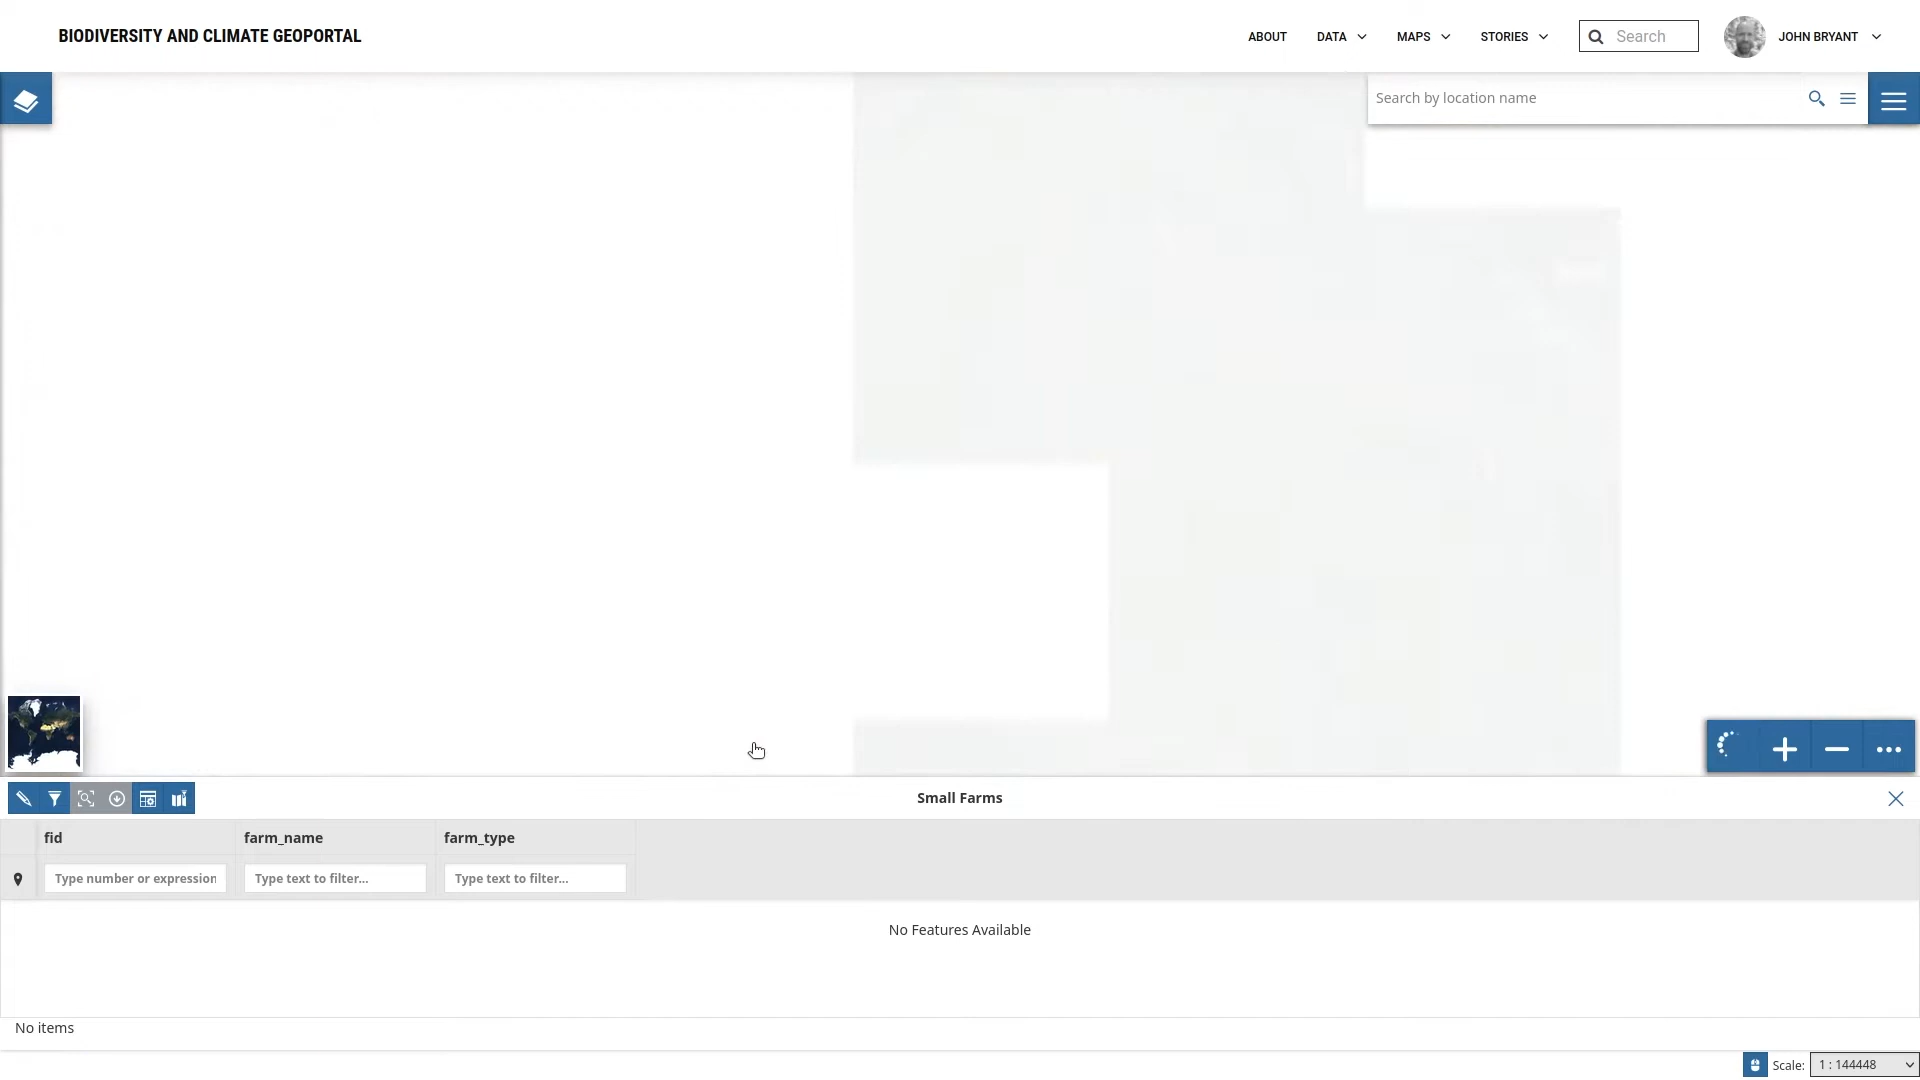 BIODIVERSITY AND CLIMATE GEOPORTAL
ABOUT
DATA
MAPS
STORIES
Search
JOHN BRYANT
Search by location name
Small Farms
fid
farm_name
farm_type
Type number or expression
Type text to filter...
Type text to filter...
No Features Available
No items
Scale:
1 : 144448